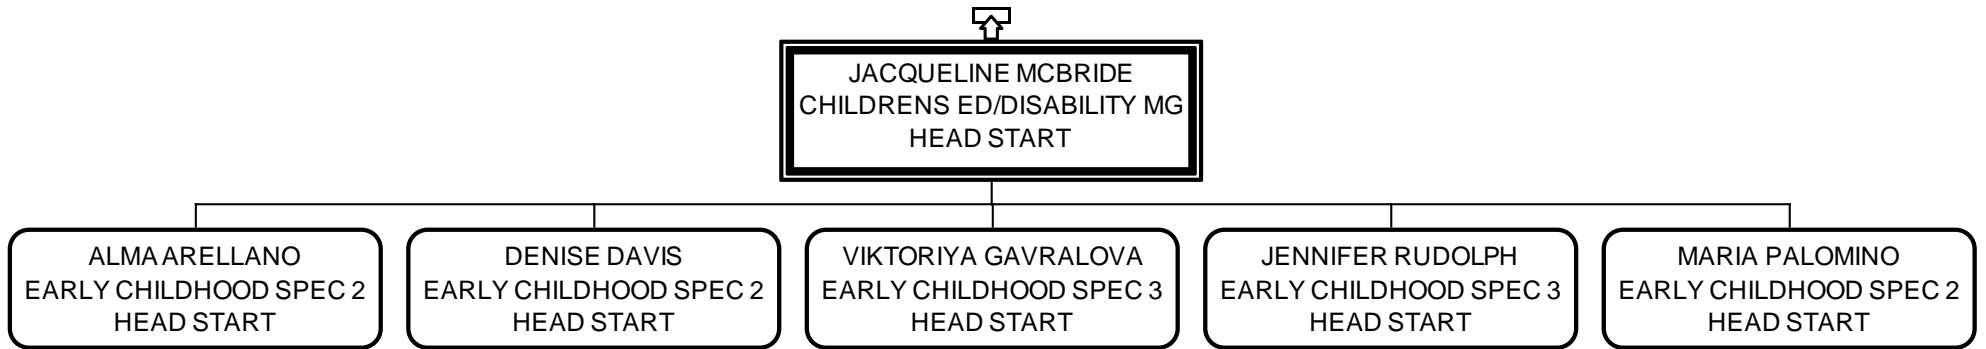 JACQUELINE MCBRIDE
CHILDRENS ED/DISABILITY MG
HEAD START
ALMA ARELLANO
EARLY CHILDHOOD SPEC 2
HEAD START
DENISE DAVIS
EARLY CHILDHOOD SPEC 2
HEAD START
VIKTORIYA GAVRALOVA
EARLY CHILDHOOD SPEC 3
HEAD START
JENNIFER RUDOLPH
EARLY CHILDHOOD SPEC 3
HEAD START
MARIA PALOMINO
EARLY CHILDHOOD SPEC 2
HEAD START